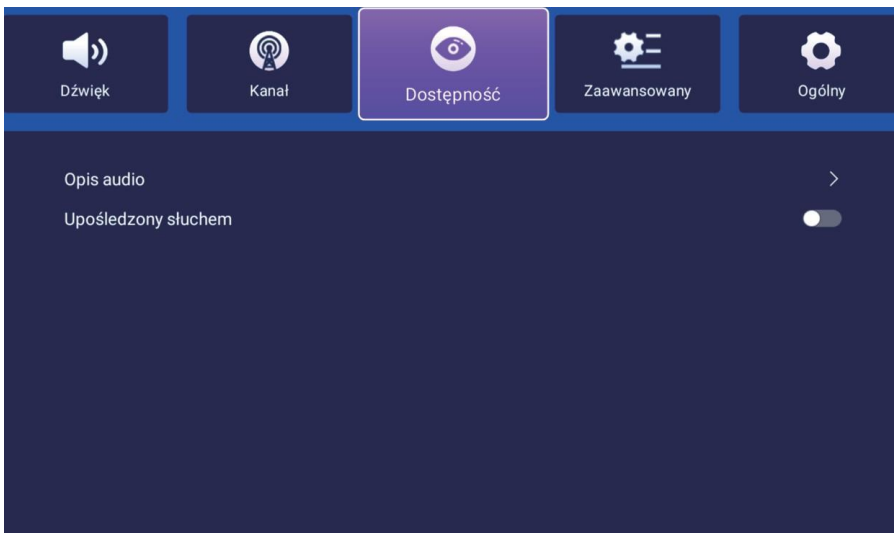 Dźwięk
Kanał
Dostępność
Zaawansowany
Ogólny
Opis audio
Upośledzony słuchem